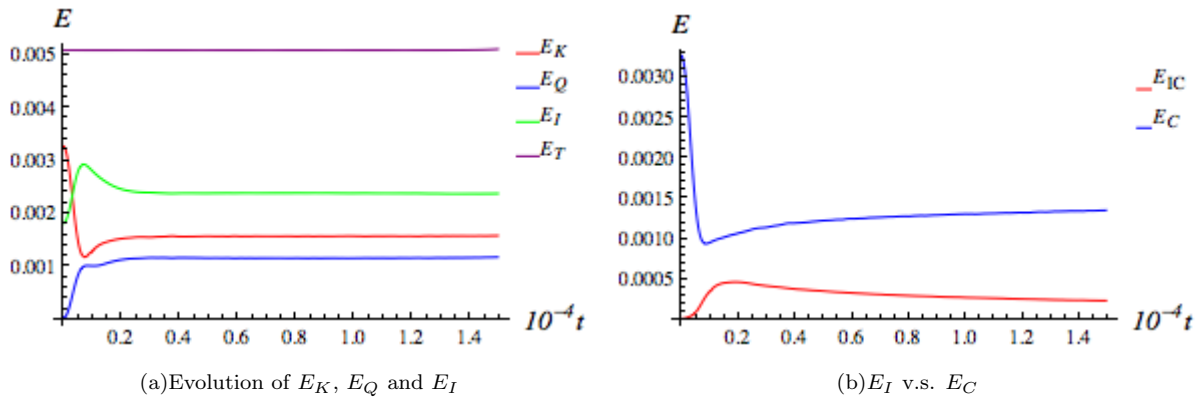 E
0.005
0.004
0.003
0.002
0.001
0.2 0.4 0.6 0.8 1.0 1.2 1.4
10⁻⁴t
E_K
E_Q
E_I
E_T
(a)Evolution of E_K, E_Q and E_I
E
0.0030
0.0025
0.0020
0.0015
0.0010
0.0005
0.2 0.4 0.6 0.8 1.0 1.2 1.4
10⁻⁴t
E_IC
E_C
(b)E_I v.s. E_C